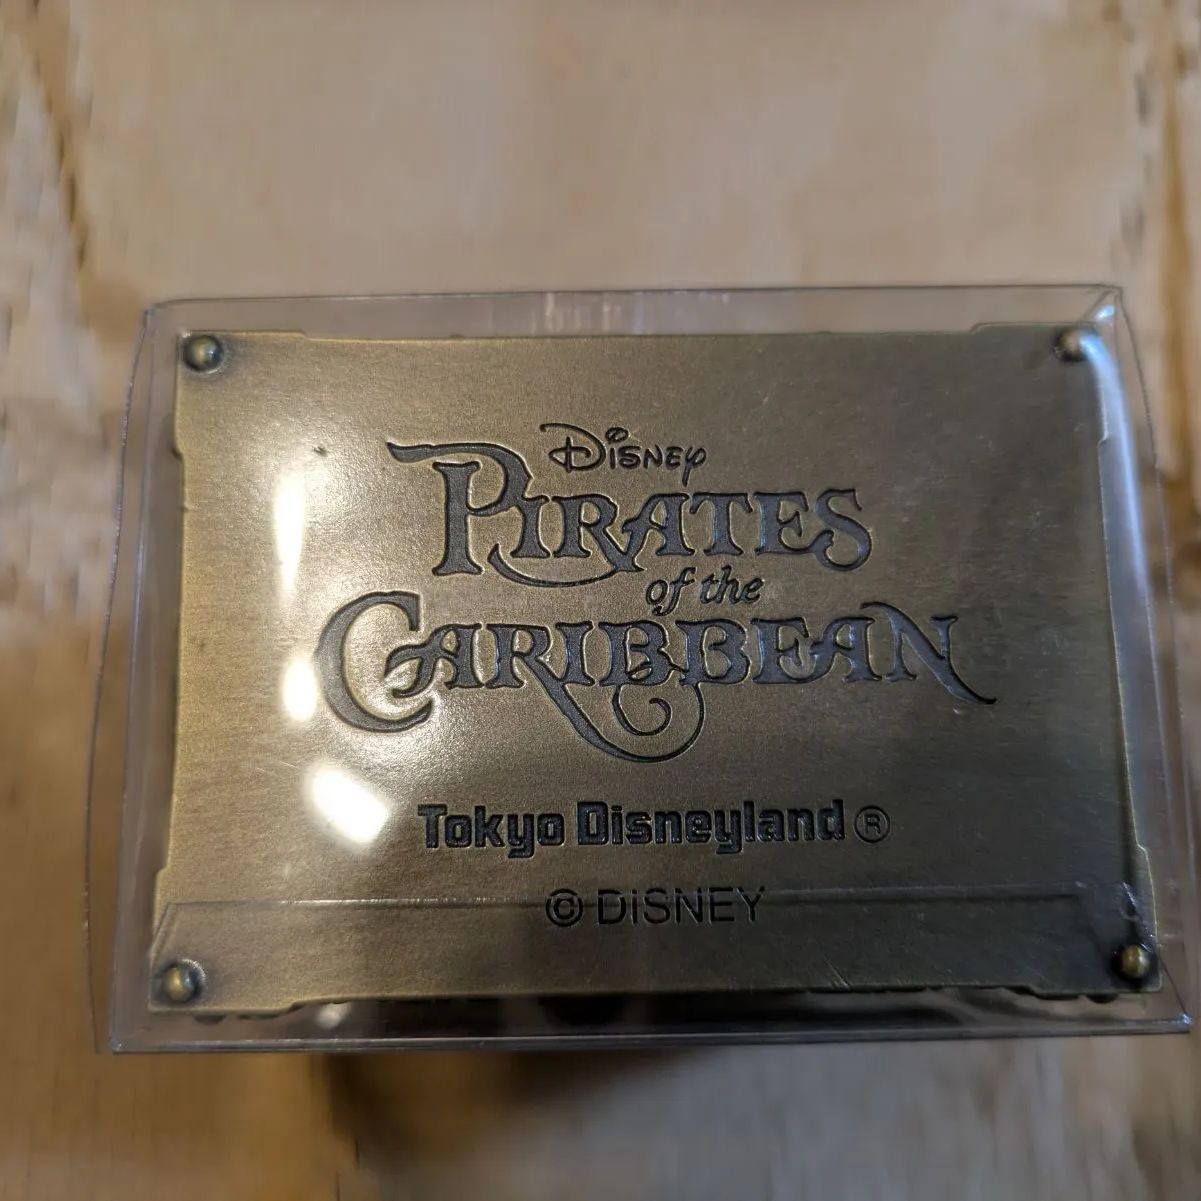 Disney
PIRATES
of the
CARIBBEAN
Tokyo Disneyland®
© DISNEY